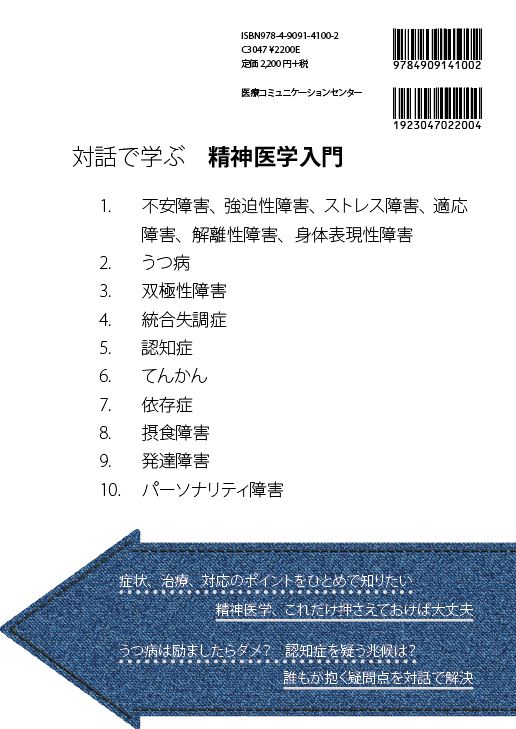 ISBN978-4-9091-4100-2
C3047 ¥2200E
定価 2,200 円+税
医療コミュニケーションセンター
9784909141002
1923047022004
対話で学ぶ 精神医学入門
1. 不安障害、強迫性障害、ストレス障害、適応
障害、解離性障害、身体表現性障害
2. うつ病
3. 双極性障害
4. 統合失調症
5. 認知症
6. てんかん
7. 依存症
8. 摂食障害
9. 発達障害
10. パーソナリティ障害
症状、治療、対応のポイントをひとめで知りたい
精神医学、これだけ押さえておけば大丈夫
うつ病は励ましたらダメ? 認知症を疑う兆候は?
誰もが抱く疑問点を対話で解決